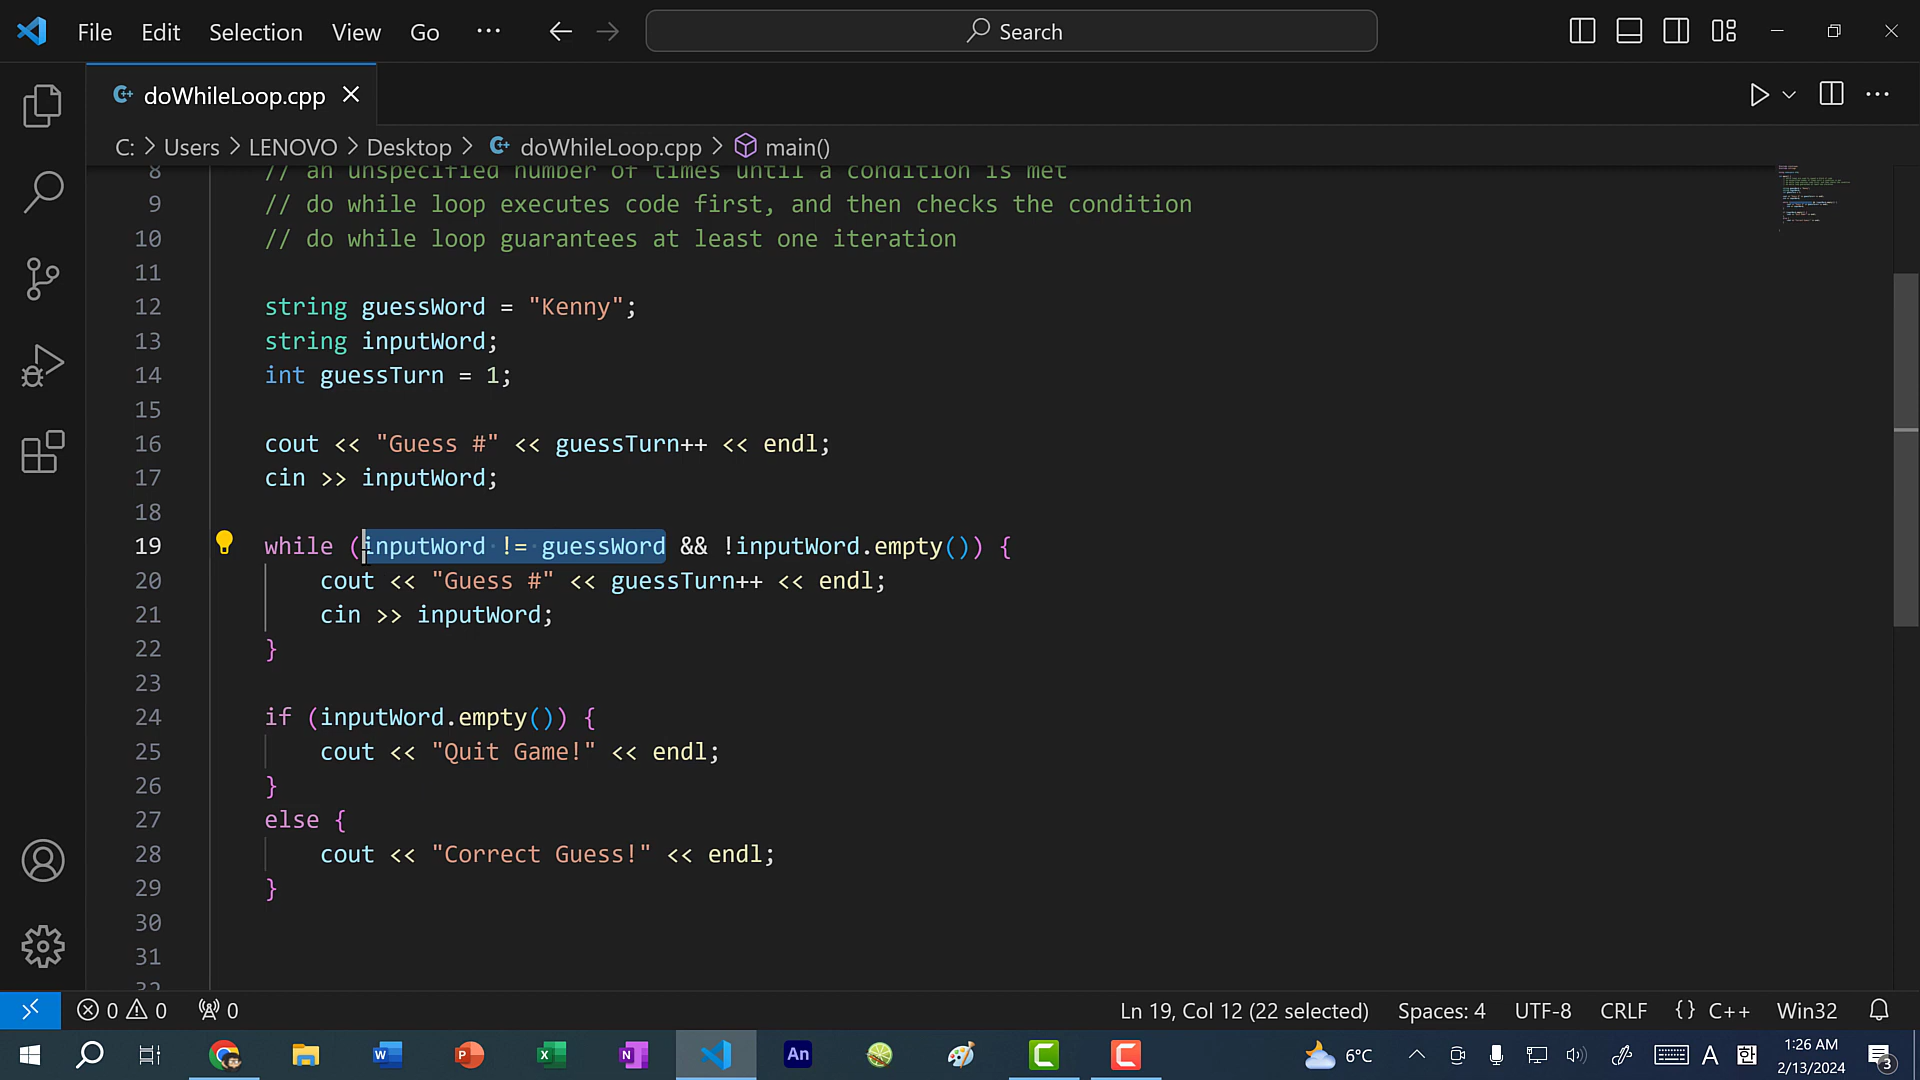 File Edit Selection View Go ··· Search
doWhileLoop.cpp
C: > Users > LENOVO > Desktop > doWhileLoop.cpp > main()
8 // an unspecified number of times until a condition is met
9 // do while loop executes code first, and then checks the condition
10 // do while loop guarantees at least one iteration
11
12 string guessWord = "Kenny";
13 string inputWord;
14 int guessTurn = 1;
15
16 cout << "Guess #" << guessTurn++ << endl;
17 cin >> inputWord;
18
19 while (inputWord != guessWord && !inputWord.empty()) {
20 cout << "Guess #" << guessTurn++ << endl;
21 cin >> inputWord;
22 }
23
24 if (inputWord.empty()) {
25 cout << "Quit Game!" << endl;
26 }
27 else {
28 cout << "Correct Guess!" << endl;
29 }
30
31
32
0 0 0 Ln 19, Col 12 (22 selected) Spaces: 4 UTF-8 CRLF {} C++ Win32
W P X N An C C 6°C A 한 1:26 AM
2/13/2024 3